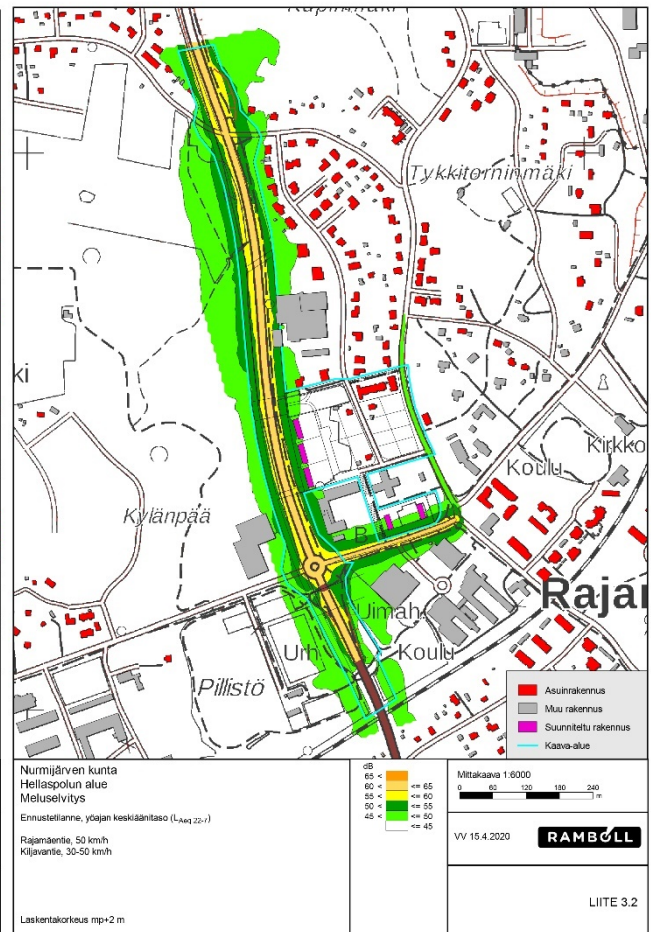 Tykkitorninmäki
ki
Kirkko
Koulu
Kylänpää
B
Rajam
Uimah.
Urh.
Koulu
Pillistö
Asuinrakennus
Muu rakennus
Suunniteltu rakennus
Kaava-alue
Nurmijärven kunta
Hellaspolun alue
Meluselvitys
Ennustetilanne, yöajan keskiäänitaso (LAeq 22-7)
Rajamäentie, 50 km/h
Kiljavantie, 30-50 km/h
Laskentakorkeus mp+2 m
dB
65 <
60 < <= 65
55 < <= 60
50 < <= 55
45 < <= 50
<= 45
Mittakaava 1:6000
0 60 120 180 240
m
VV 15.4.2020
RAMBOLL
LIITE 3.2